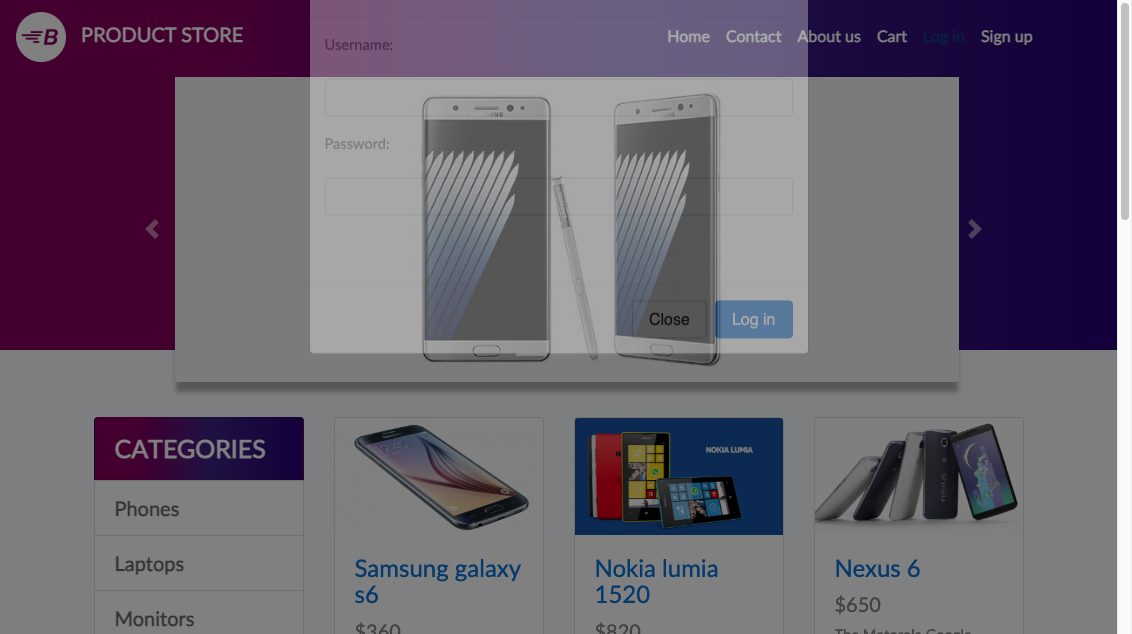 PRODUCT STORE
Home Contact About us Cart Log in Sign up
Username:
Password:
SAMSUNG
Close Log in
CATEGORIES
Phones
Laptops
Monitors
NOKIA LUMIA
Samsung galaxy
s6
$360
Nokia lumia
1520
$820
Nexus 6
$650
The Motorola Google